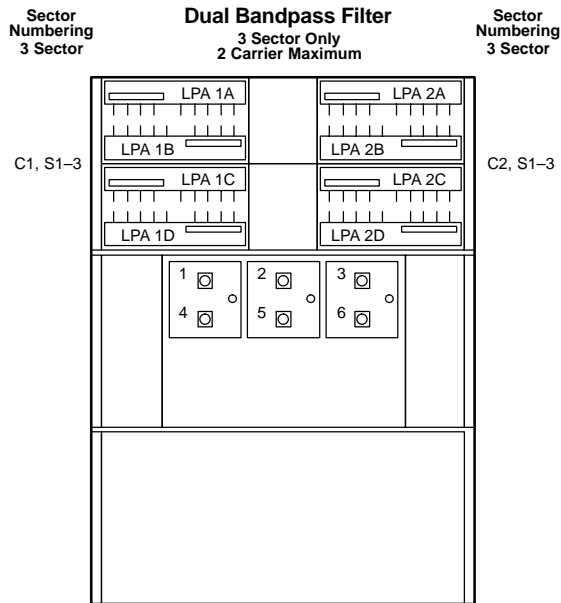 Sector
Numbering
3 Sector
Dual Bandpass Filter
3 Sector Only
2 Carrier Maximum
Sector
Numbering
3 Sector
LPA 1A
LPA 2A
LPA 1B
LPA 2B
C1, S1–3
C2, S1–3
LPA 1C
LPA 2C
LPA 1D
LPA 2D
1
2
3
4
5
6